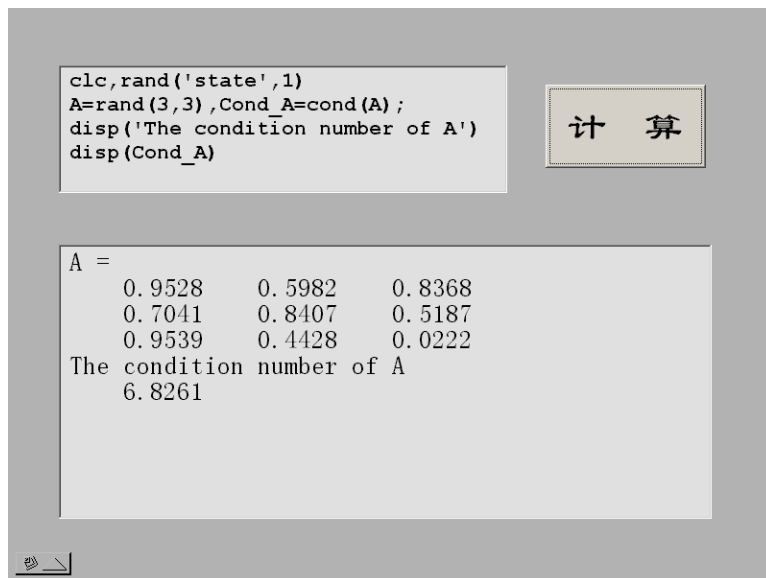 clc,rand('state',1)
A=rand(3,3),Cond_A=cond(A);
disp('The condition number of A')
disp(Cond_A)
计 算
A =
0.9528 0.5982 0.8368
0.7041 0.8407 0.5187
0.9539 0.4428 0.0222
The condition number of A
6.8261